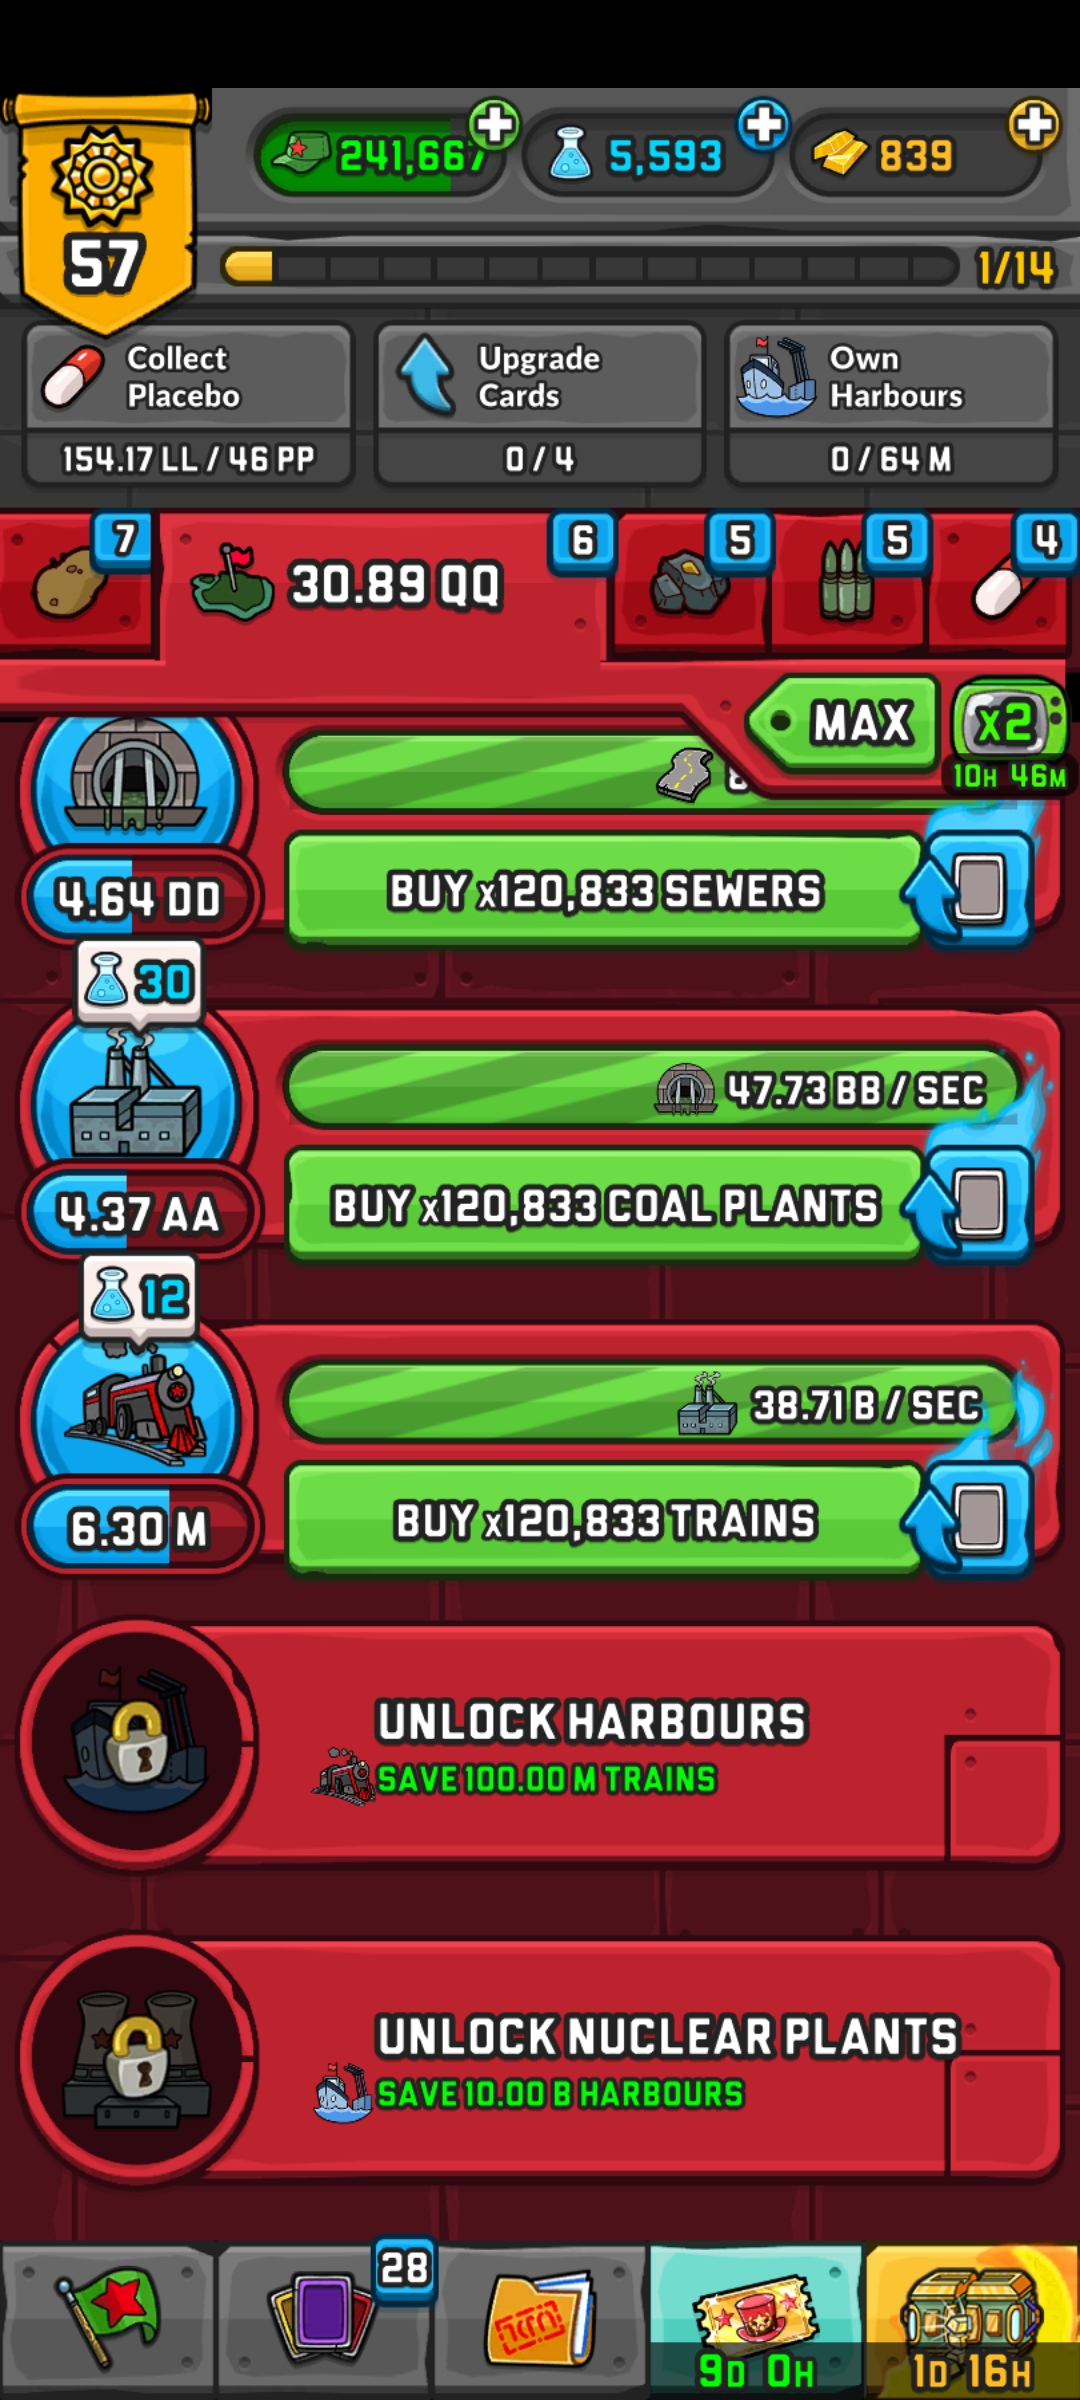 241,667
5,593
839
57
1/14
Collect
Placebo
154.17 LL / 46 PP
Upgrade
Cards
0 / 4
Own
Harbours
0 / 64 M
7
30.89 QQ
6
5
5
4
MAX
X2
10H 46M
8
4.64 DD
BUY x120,833 SEWERS
30
47.73 BB / SEC
4.37 AA
BUY x120,833 COAL PLANTS
12
38.71 B / SEC
6.30 M
BUY x120,833 TRAINS
UNLOCK HARBOURS
SAVE 100.00 M TRAINS
UNLOCK NUCLEAR PLANTS
SAVE 10.00 B HARBOURS
28
9D 0H
1D 16H